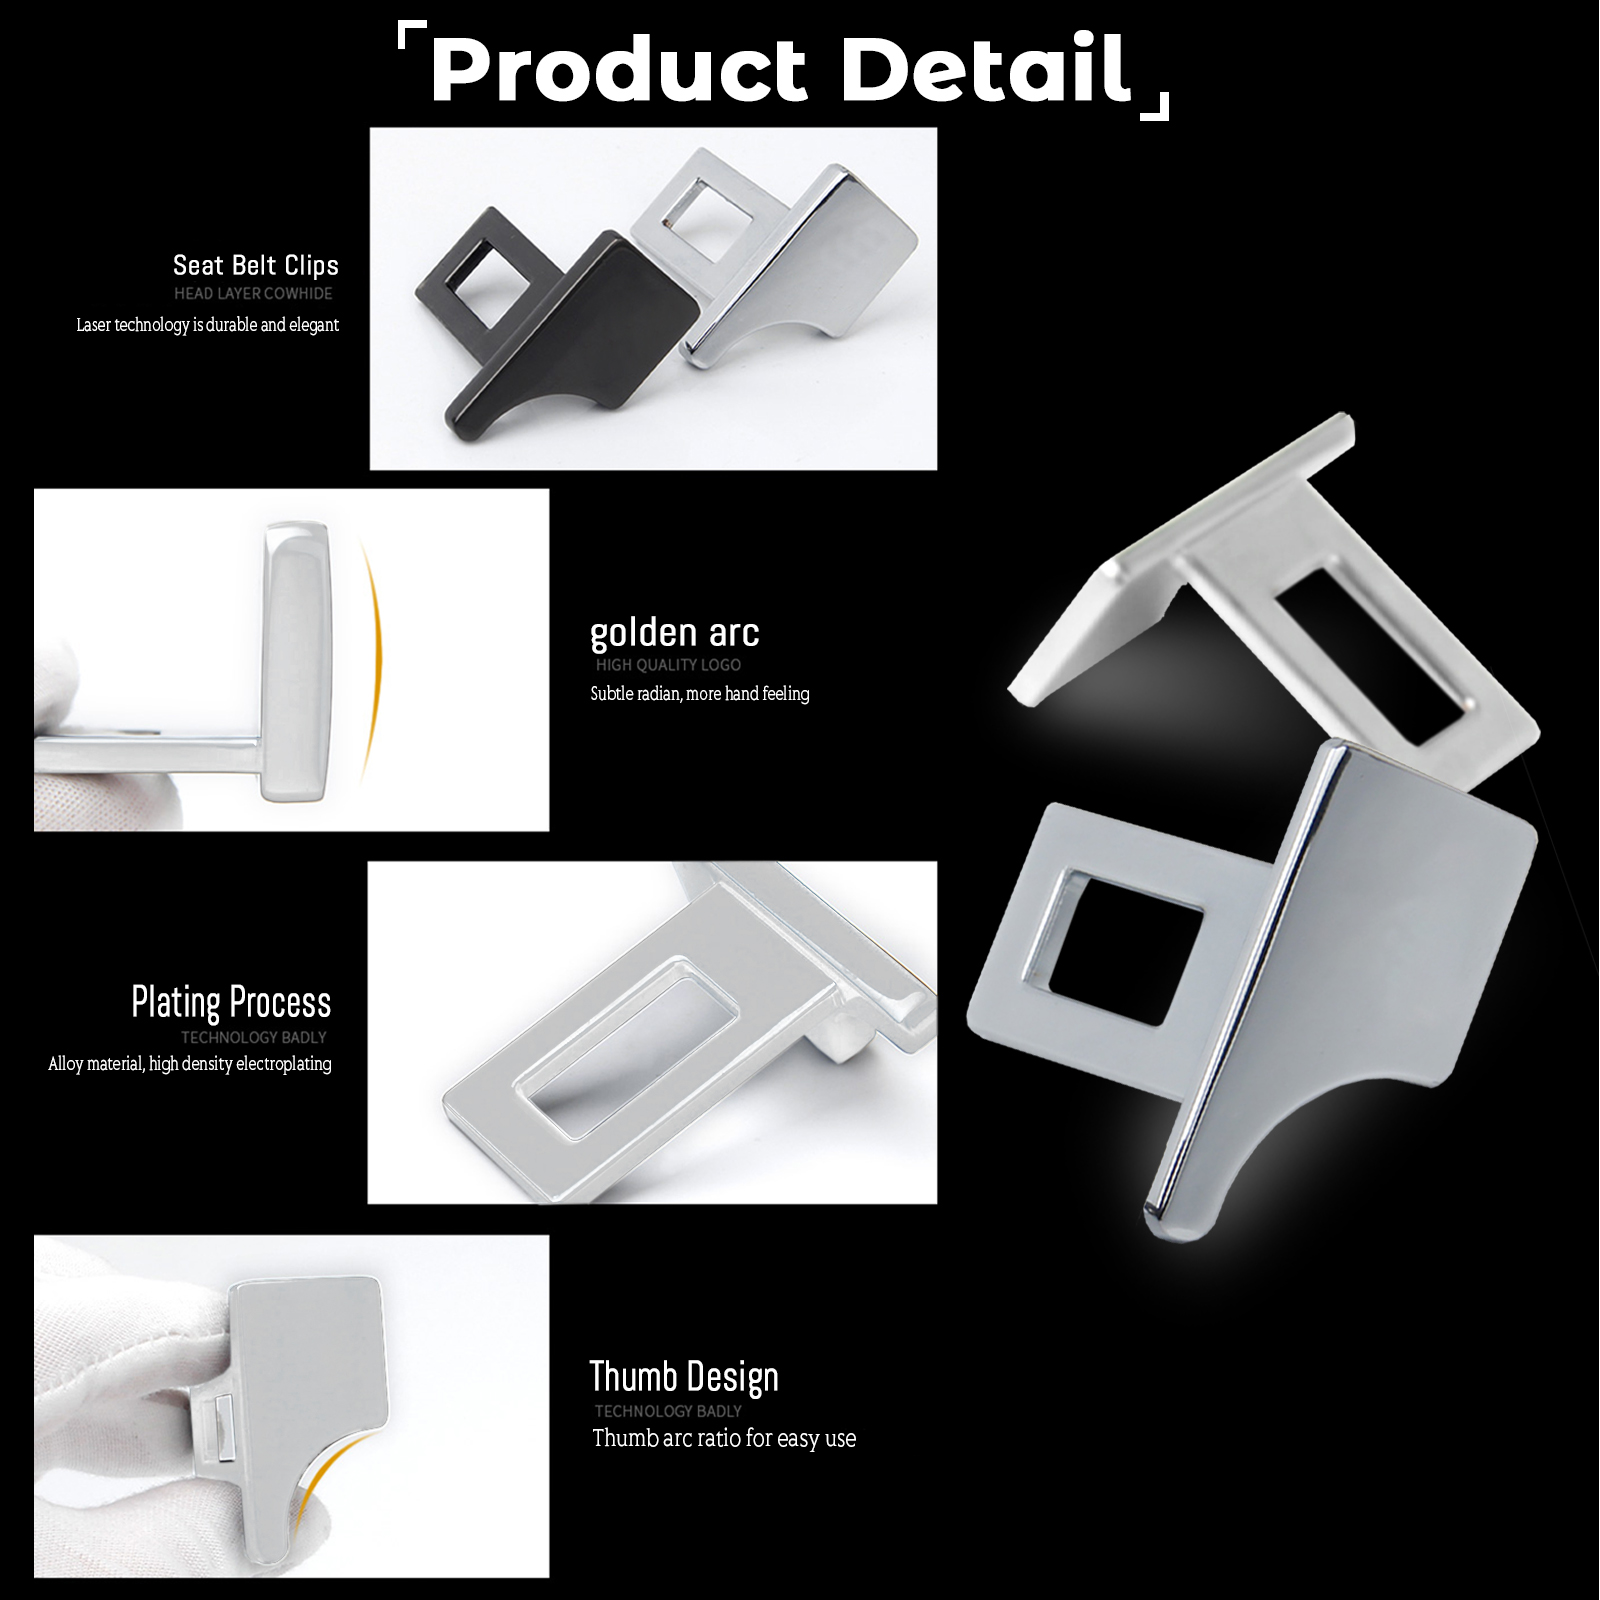 Product Detail
Seat Belt Clips
HEAD LAYER COWHIDE
Laser technology is durable and elegant
golden arc
HIGH QUALITY LOGO
Subtle radian, more hand feeling
Plating Process
TECHNOLOGY BADLY
Alloy material, high density electroplating
Thumb Design
TECHNOLOGY BADLY
Thumb arc ratio for easy use